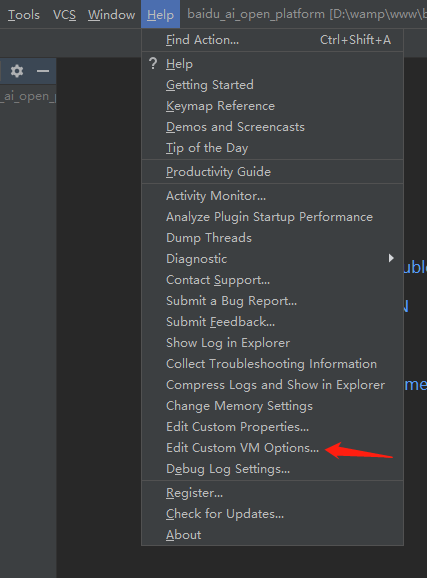 Tools VCS Window Help baidu_ai_open_platform [D:\wamp\www\b
Find Action... Ctrl+Shift+A
? Help
Getting Started
_ai_open_p
Keymap Reference
Demos and Screencasts
Tip of the Day
Productivity Guide
Activity Monitor...
Analyze Plugin Startup Performance
Dump Threads
Diagnostic
uble
Contact Support...
Submit a Bug Report...
N
Submit Feedback...
Show Log in Explorer
Collect Troubleshooting Information
Compress Logs and Show in Explorer
me
Change Memory Settings
Edit Custom Properties...
Edit Custom VM Options...
Debug Log Settings...
Register...
Check for Updates...
About